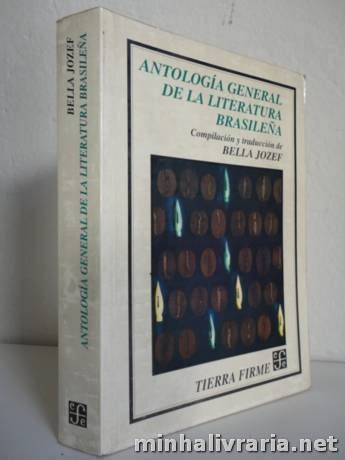 BELLA JOZEF
ANTOLOGÍA GENERAL DE LA LITERATURA BRASILEÑA
ANTOLOGÍA GENERAL
DE LA LITERATURA
BRASILEÑA
Compilación y traducción de
BELLA JOZEF
TIERRA FIRME
minhalivraria.net